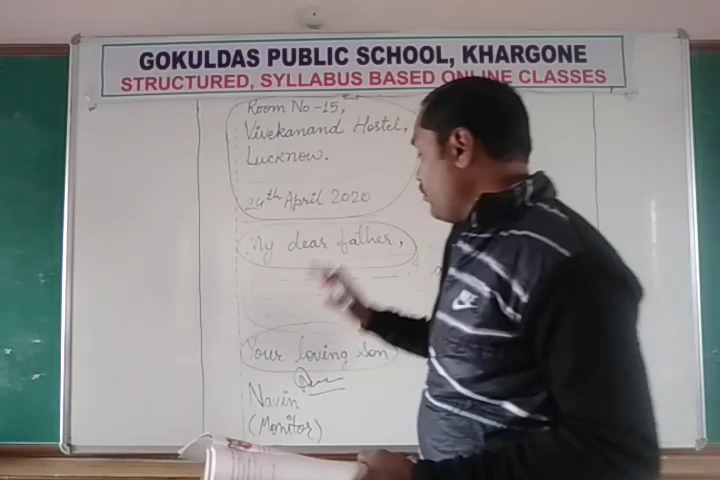 GOKULDAS PUBLIC SCHOOL, KHARGONE
STRUCTURED, SYLLABUS BASED ONLINE CLASSES
Room No-15,
Vivekanand Hostel,
Lucknow.
24th April 2020
My dear father,
Your loving son
Navin
(Monitor)